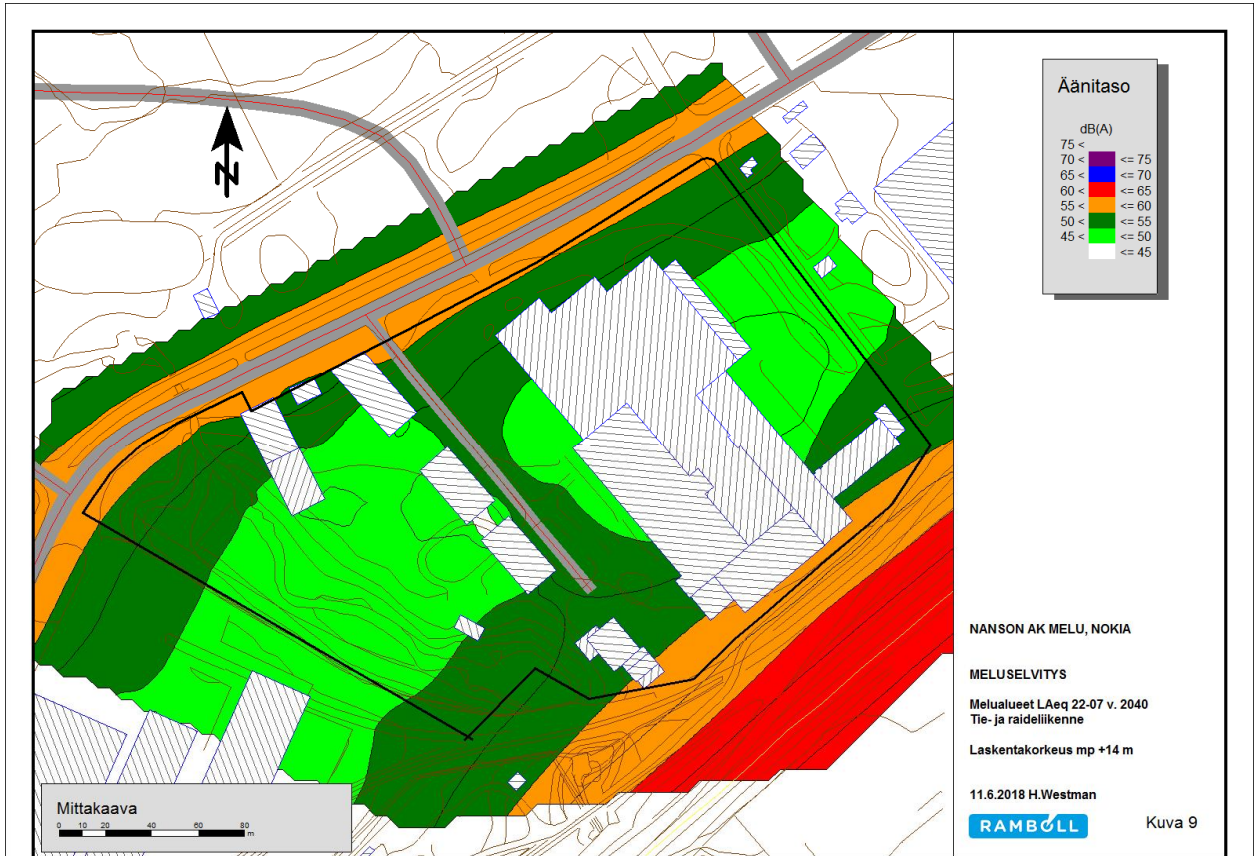 N
Äänitaso
dB(A)
75 <
70 < <= 75
65 < <= 70
60 < <= 65
55 < <= 60
50 < <= 55
45 < <= 50
<= 45
NANSON AK MELU, NOKIA
MELUSELVITYS
Melualueet LAeq 22-07 v. 2040
Tie- ja raideliikenne
Laskentakorkeus mp +14 m
11.6.2018 H.Westman
RAMBOLL
Kuva 9
Mittakaava
0 10 20 40 60 80
m